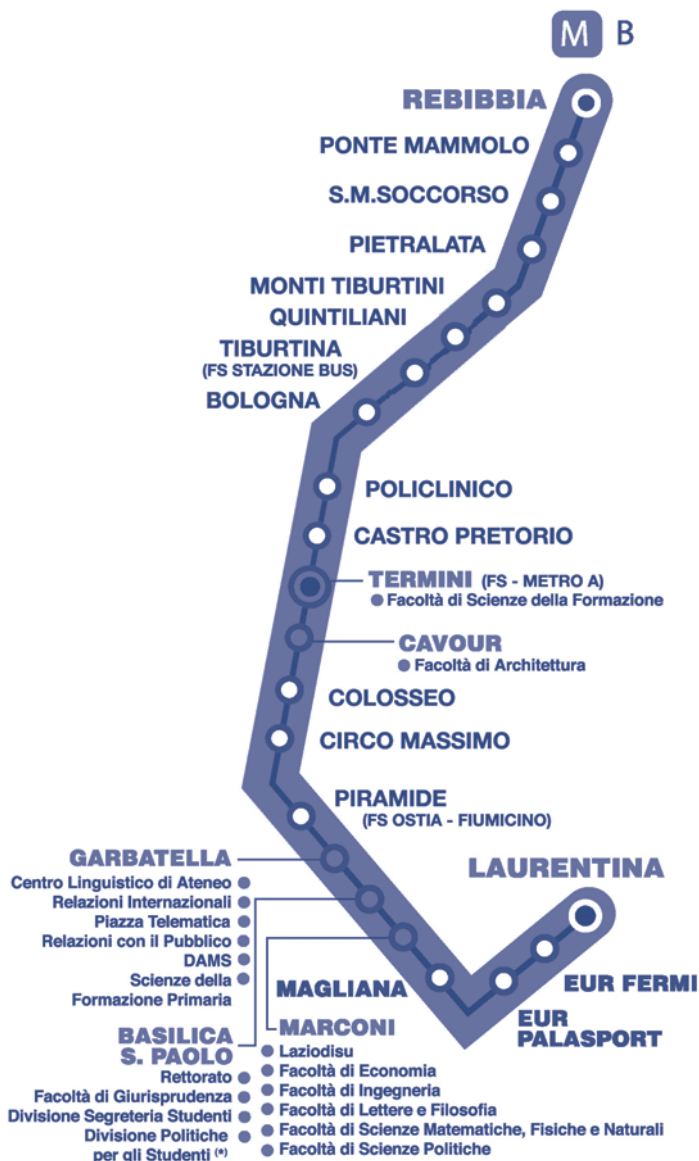 M B
REBIBBIA
PONTE MAMMOLO
S.M.SOCCORSO
PIETRALATA
MONTI TIBURTINI
QUINTILIANI
TIBURTINA
(FS STAZIONE BUS)
BOLOGNA
POLICLINICO
CASTRO PRETORIO
TERMINI (FS - METRO A)
Facoltà di Scienze della Formazione
CAVOUR
Facoltà di Architettura
COLOSSEO
CIRCO MASSIMO
PIRAMIDE
(FS OSTIA - FIUMICINO)
GARBATELLA
Centro Linguistico di Ateneo
Relazioni Internazionali
Piazza Telematica
Relazioni con il Pubblico
DAMS
Scienze della
Formazione Primaria
BASILICA
S. PAOLO
Rettorato
Facoltà di Giurisprudenza
Divisione Segreteria Studenti
Divisione Politiche
per gli Studenti (*)
MARCONI
Laziodisu
Facoltà di Economia
Facoltà di Ingegneria
Facoltà di Lettere e Filosofia
Facoltà di Scienze Matematiche, Fisiche e Naturali
Facoltà di Scienze Politiche
MAGLIANA
EUR
PALASPORT
EUR FERMI
LAURENTINA